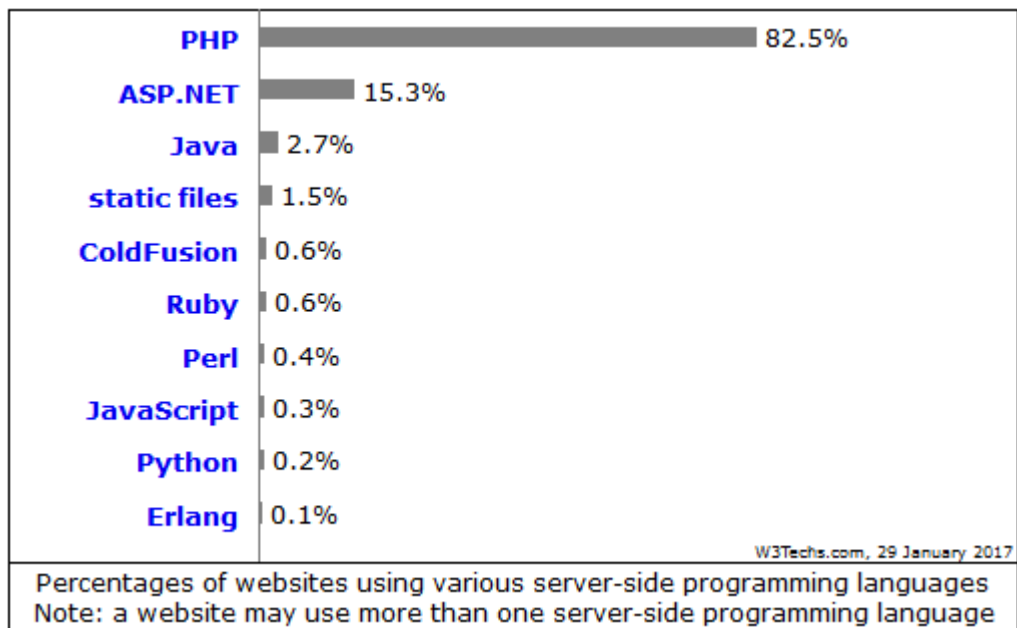 PHP 82.5%
ASP.NET 15.3%
Java 2.7%
static files 1.5%
ColdFusion 0.6%
Ruby 0.6%
Perl 0.4%
JavaScript 0.3%
Python 0.2%
Erlang 0.1%
W3Techs.com, 29 January 2017
Percentages of websites using various server-side programming languages
Note: a website may use more than one server-side programming language